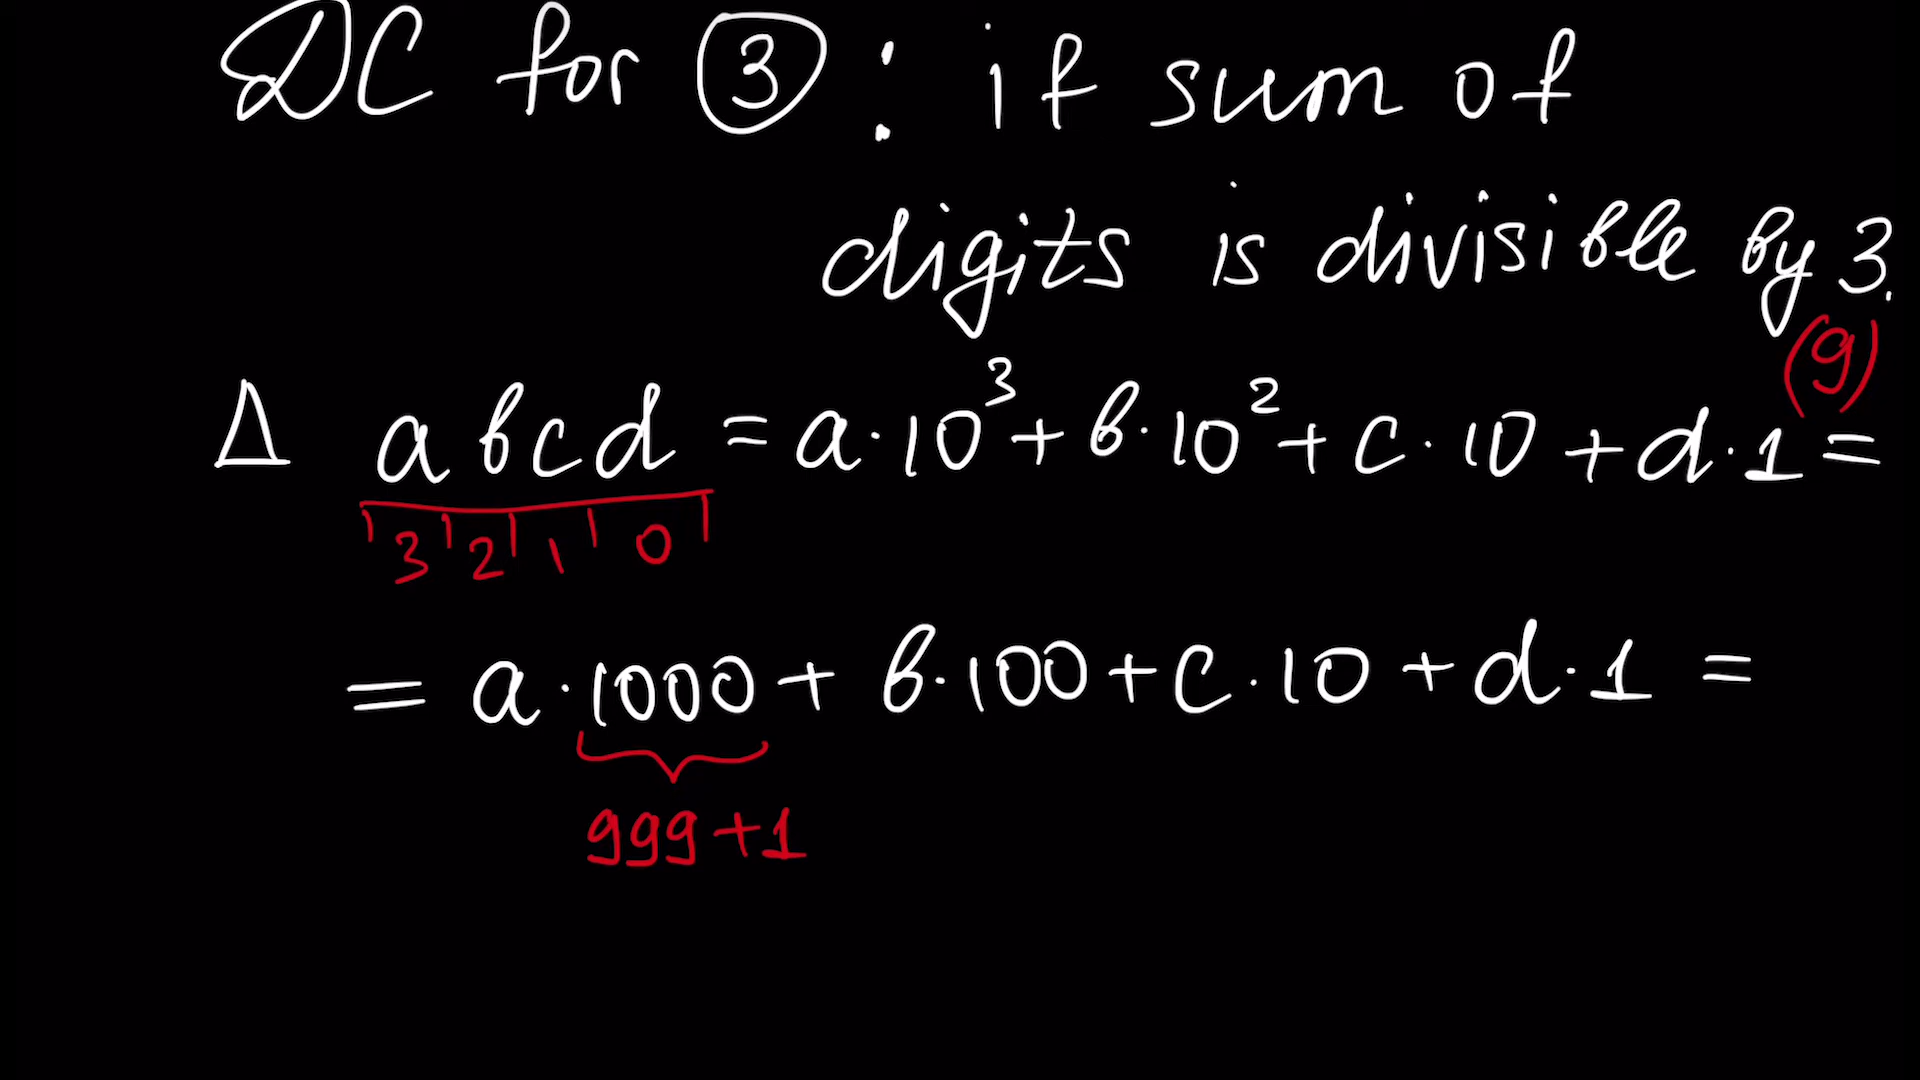 DC for 3 : if sum of
digits is divisible by 3.
(9)
Δ abcd = a·10³ + b·10² + c·10 + d·1 =
3 2 1 0
= a·1000 + b·100 + c·10 + d·1 =
999 + 1